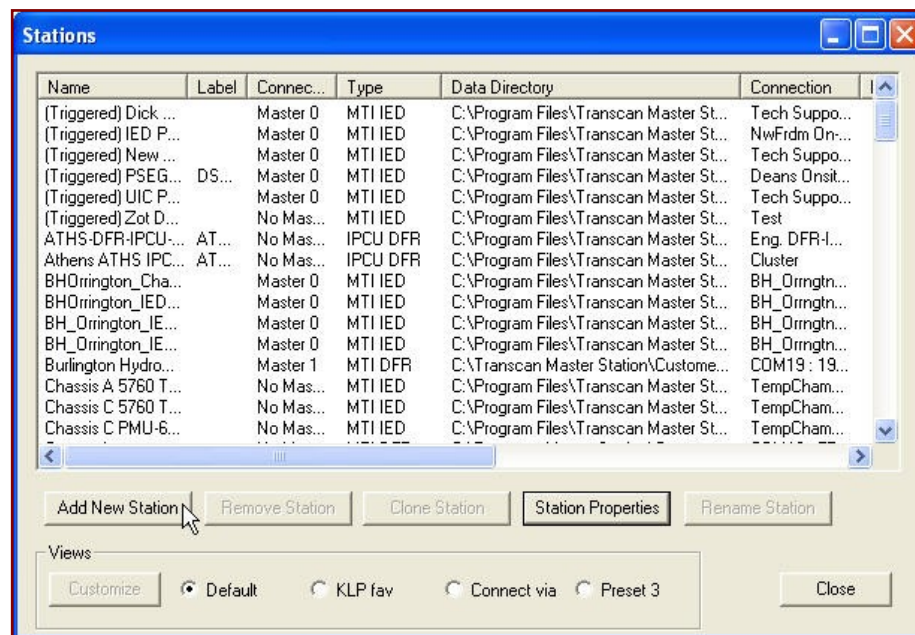 Stations
Name Label Connec... Type Data Directory Connection
(Triggered) Dick ... Master 0 MTI IED C:\Program Files\Transcan Master St... Tech Suppo...
(Triggered) IED P... Master 0 MTI IED C:\Program Files\Transcan Master St... NwFrdm On-...
(Triggered) New ... Master 0 MTI IED C:\Program Files\Transcan Master St... Tech Suppo...
(Triggered) PSEG... DS... Master 0 MTI IED C:\Program Files\Transcan Master St... Deans Onsit...
(Triggered) UIC P... Master 0 MTI IED C:\Program Files\Transcan Master St... Tech Suppo...
(Triggered) Zot D... No Mas... MTI IED C:\Program Files\Transcan Master St... Test
ATHS-DFR-IPCU-... AT... No Mas... IPCU DFR C:\Program Files\Transcan Master St... Eng. DFR-I...
Athens ATHS IPC... AT... No Mas... IPCU DFR C:\Program Files\Transcan Master St... Cluster
BHOrrington_Cha... Master 0 MTI IED C:\Program Files\Transcan Master St... BH_Orrngtn...
BHOrrington_IED... Master 0 MTI IED C:\Program Files\Transcan Master St... BH_Orrngtn...
BH_Orrington_IE... Master 0 MTI IED C:\Program Files\Transcan Master St... BH_Orrngtn...
BH_Orrington_IE... Master 0 MTI IED C:\Program Files\Transcan Master St... BH_Orrngtn...
Burlington Hydro... Master 1 MTI DFR C:\Transcan Master Station\Custome... COM19 : 19...
Chassis A 5760 T... No Mas... MTI IED C:\Program Files\Transcan Master St... TempCham...
Chassis C 5760 T... No Mas... MTI IED C:\Program Files\Transcan Master St... TempCham...
Chassis C PMU-6... No Mas... MTI IED C:\Program Files\Transcan Master St... TempCham...
Add New Station Remove Station Clone Station Station Properties Rename Station
Views
Customize Default KLP fav Connect via Preset 3 Close